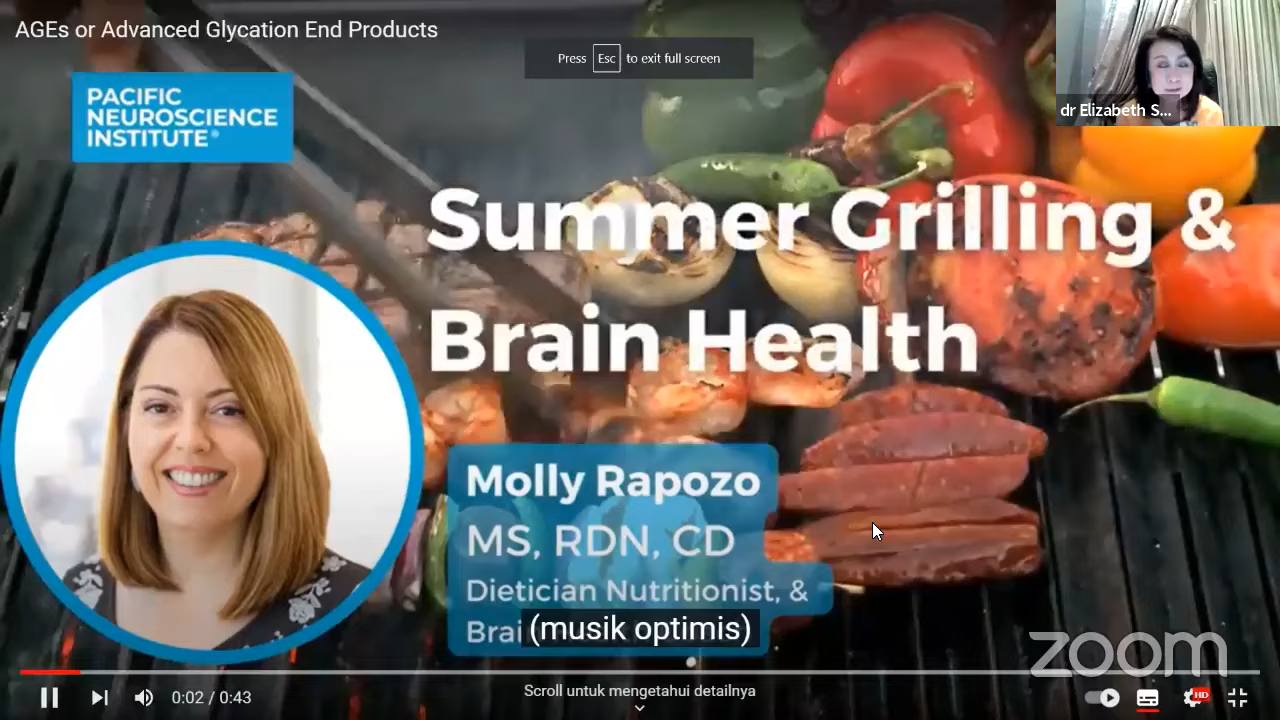 AGEs or Advanced Glycation End Products
Press Esc to exit full screen
dr Elizabeth S...
PACIFIC
NEUROSCIENCE
INSTITUTE®
Summer Grilling &
Brain Health
Molly Rapozo
MS, RDN, CD
Dietician Nutritionist, &
(musik optimis)
zoom
0:02 / 0:43
Scroll untuk mengetahui detailnya
HD